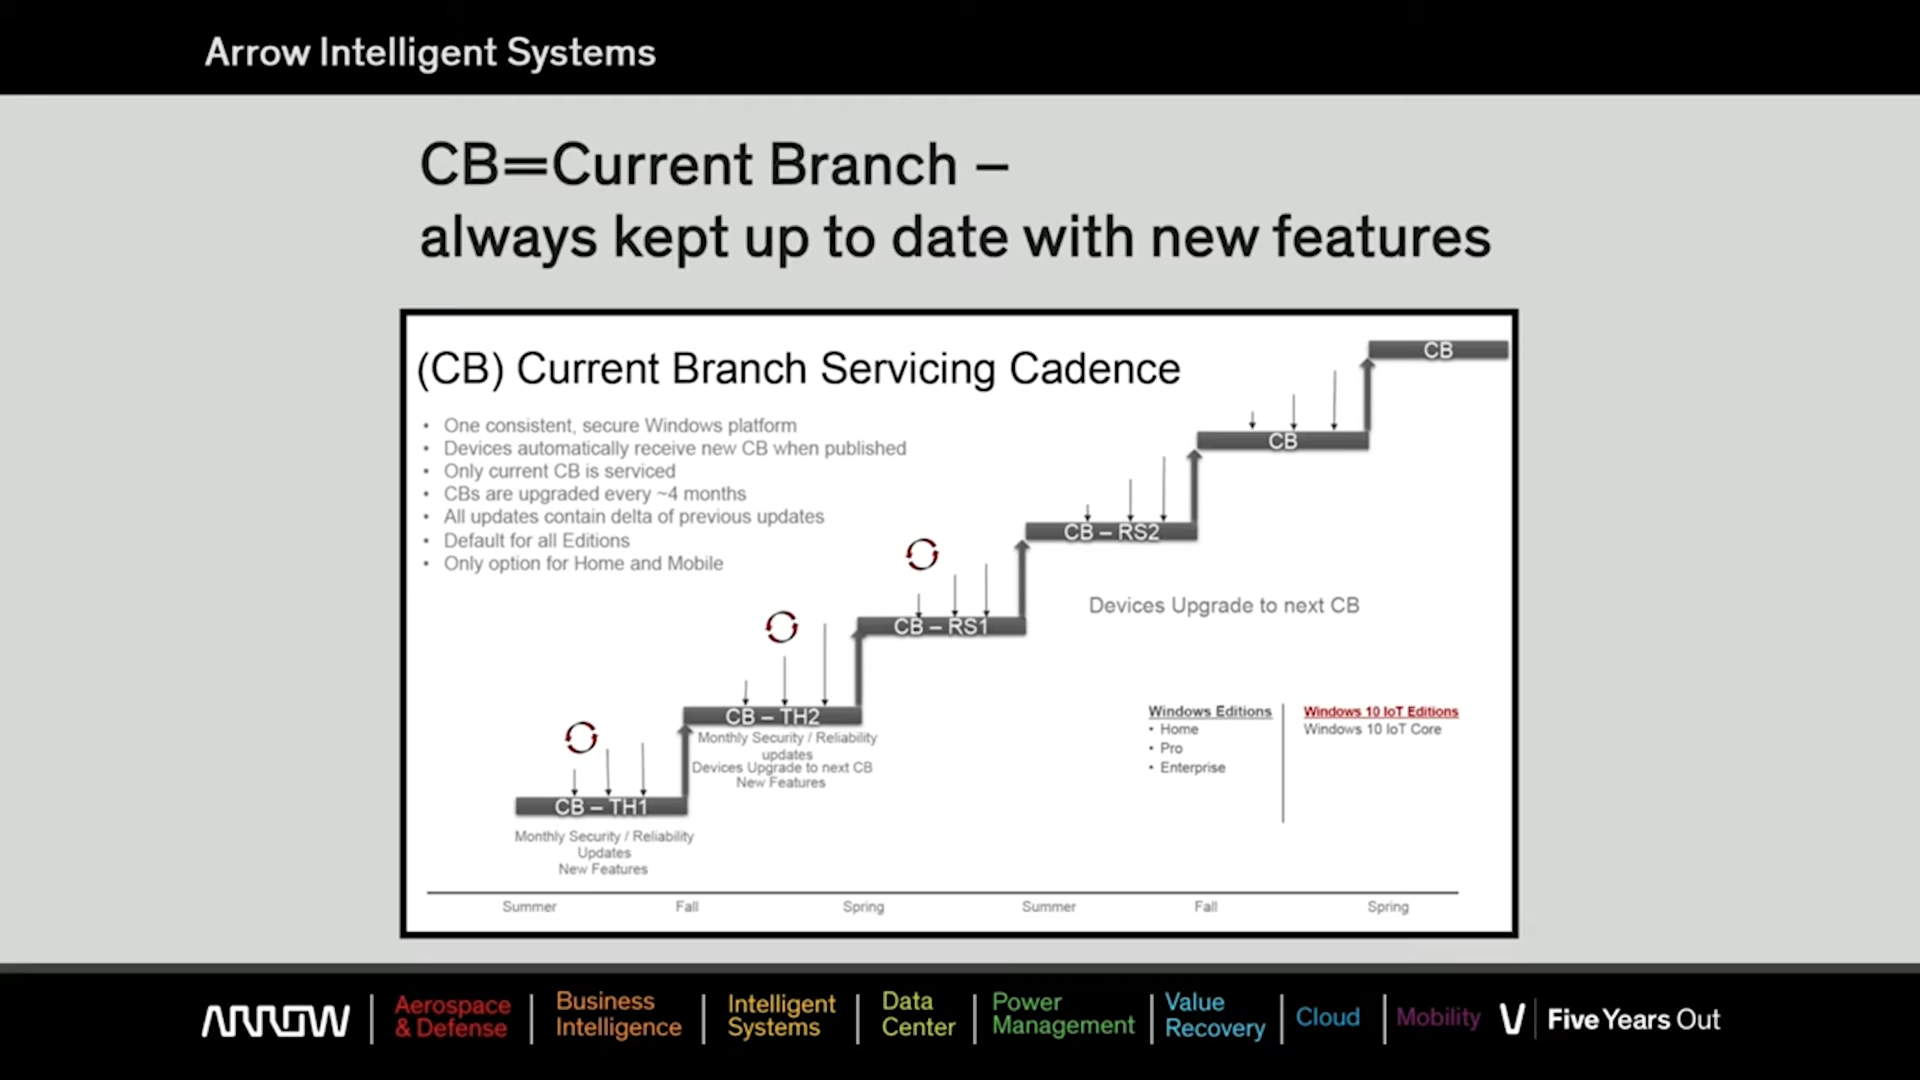 Arrow Intelligent Systems
CB=Current Branch –
always kept up to date with new features
(CB) Current Branch Servicing Cadence
• One consistent, secure Windows platform
• Devices automatically receive new CB when published
• Only current CB is serviced
• CBs are upgraded every ~4 months
• All updates contain delta of previous updates
• Default for all Editions
• Only option for Home and Mobile
CB
CB
CB – RS2
CB – RS1
CB – TH2
CB – TH1
Devices Upgrade to next CB
Monthly Security / Reliability
updates
Devices Upgrade to next CB
New Features
Monthly Security / Reliability
Updates
New Features
Windows Editions
• Home
• Pro
• Enterprise
Windows 10 IoT Editions
Windows 10 IoT Core
Summer
Fall
Spring
Summer
Fall
Spring
ARROW
Aerospace
& Defense
Business
Intelligence
Intelligent
Systems
Data
Center
Power
Management
Value
Recovery
Cloud
Mobility
Five Years Out